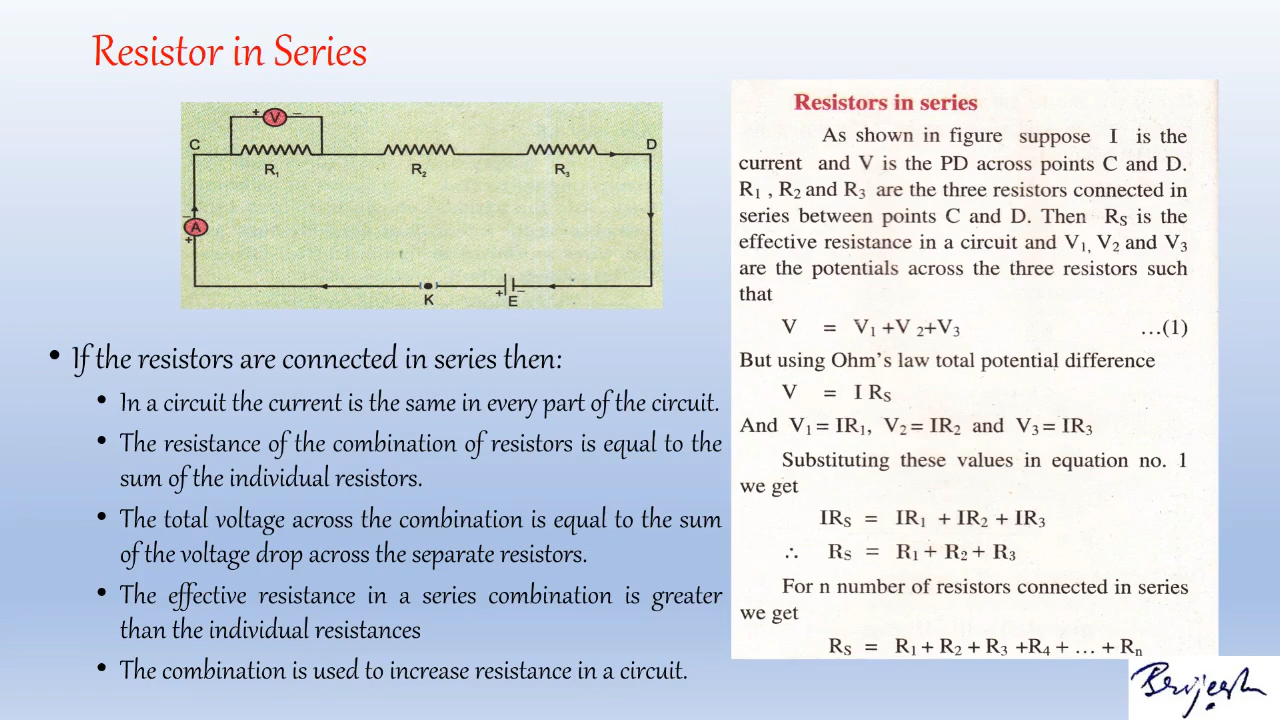 Resistor in Series
+ V −
C
D
R1
R2
R3
−
A
+
K
+ −
E
• If the resistors are connected in series then:
• In a circuit the current is the same in every part of the circuit.
• The resistance of the combination of resistors is equal to the
sum of the individual resistors.
• The total voltage across the combination is equal to the sum
of the voltage drop across the separate resistors.
• The effective resistance in a series combination is greater
than the individual resistances
• The combination is used to increase resistance in a circuit.
Resistors in series
As shown in figure suppose I is the
current and V is the PD across points C and D.
R1 , R2 and R3 are the three resistors connected in
series between points C and D. Then RS is the
effective resistance in a circuit and V1, V2 and V3
are the potentials across the three resistors such
that
V = V1 +V 2+V3 ...(1)
But using Ohm's law total potential difference
V = I RS
And V1 = IR1, V2 = IR2 and V3 = IR3
Substituting these values in equation no. 1
we get
IRS = IR1 + IR2 + IR3
∴ RS = R1 + R2 + R3
For n number of resistors connected in series
we get
RS = R1 + R2 + R3 +R4 + ... + Rn
Brijeesh